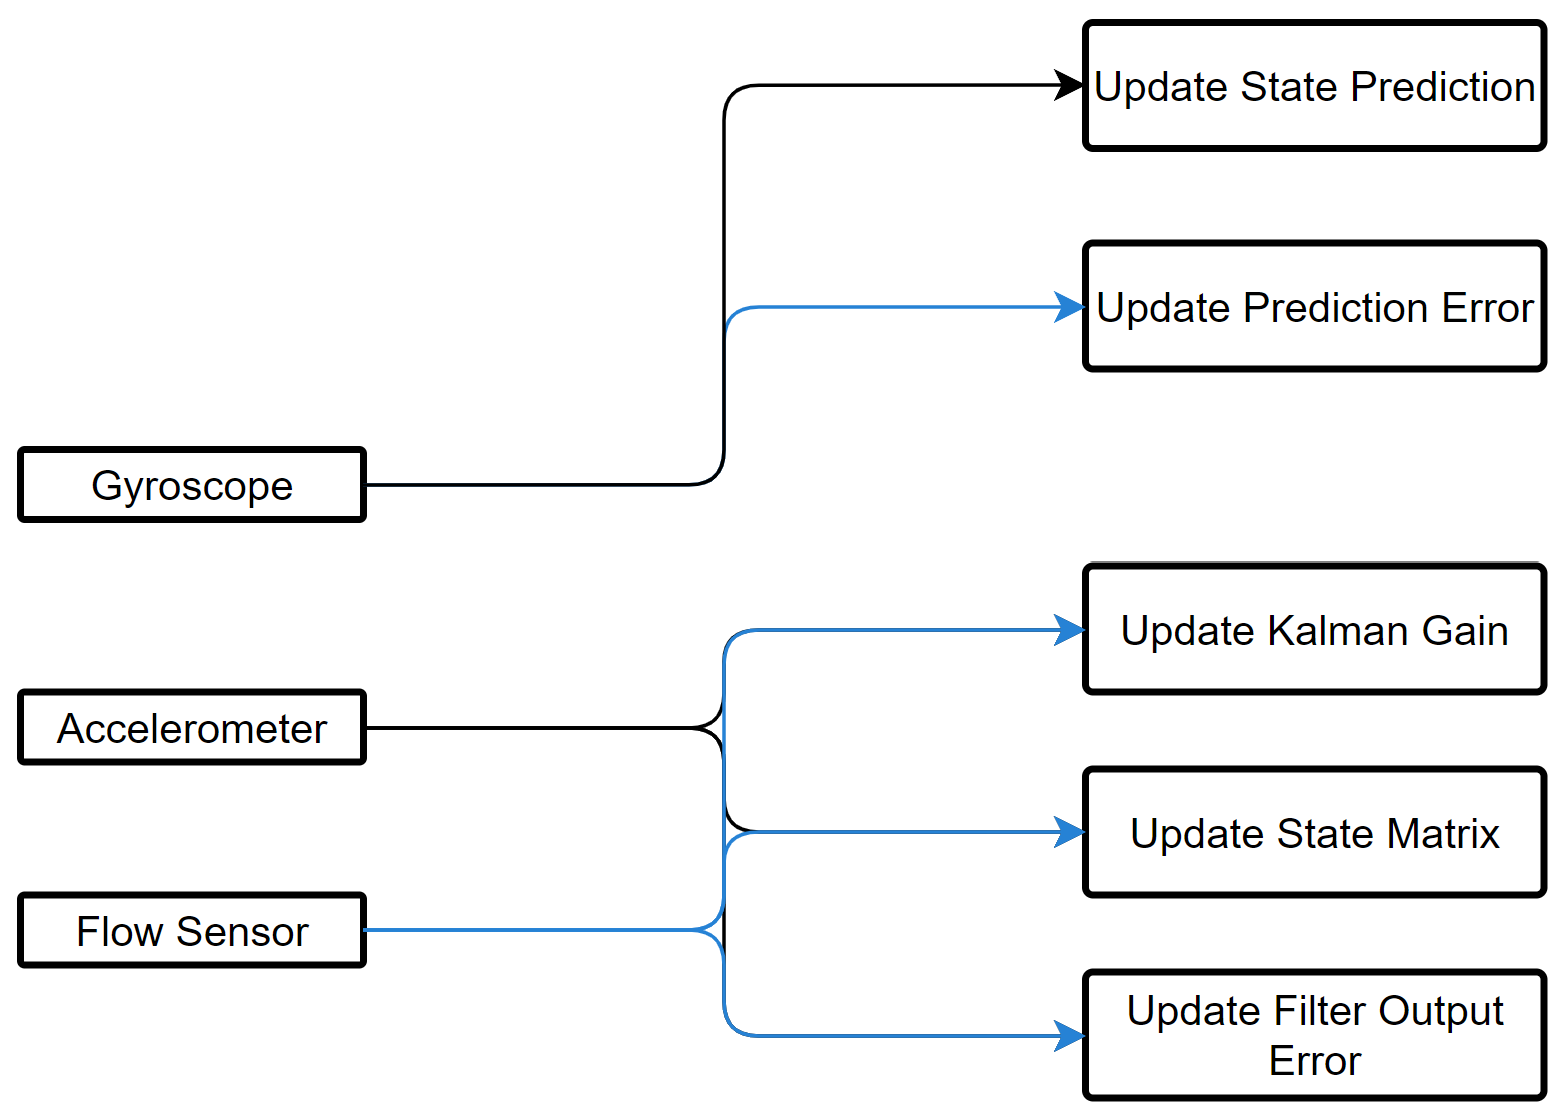 Update State Prediction
Update Prediction Error
Gyroscope
Update Kalman Gain
Accelerometer
Update State Matrix
Flow Sensor
Update Filter Output
Error